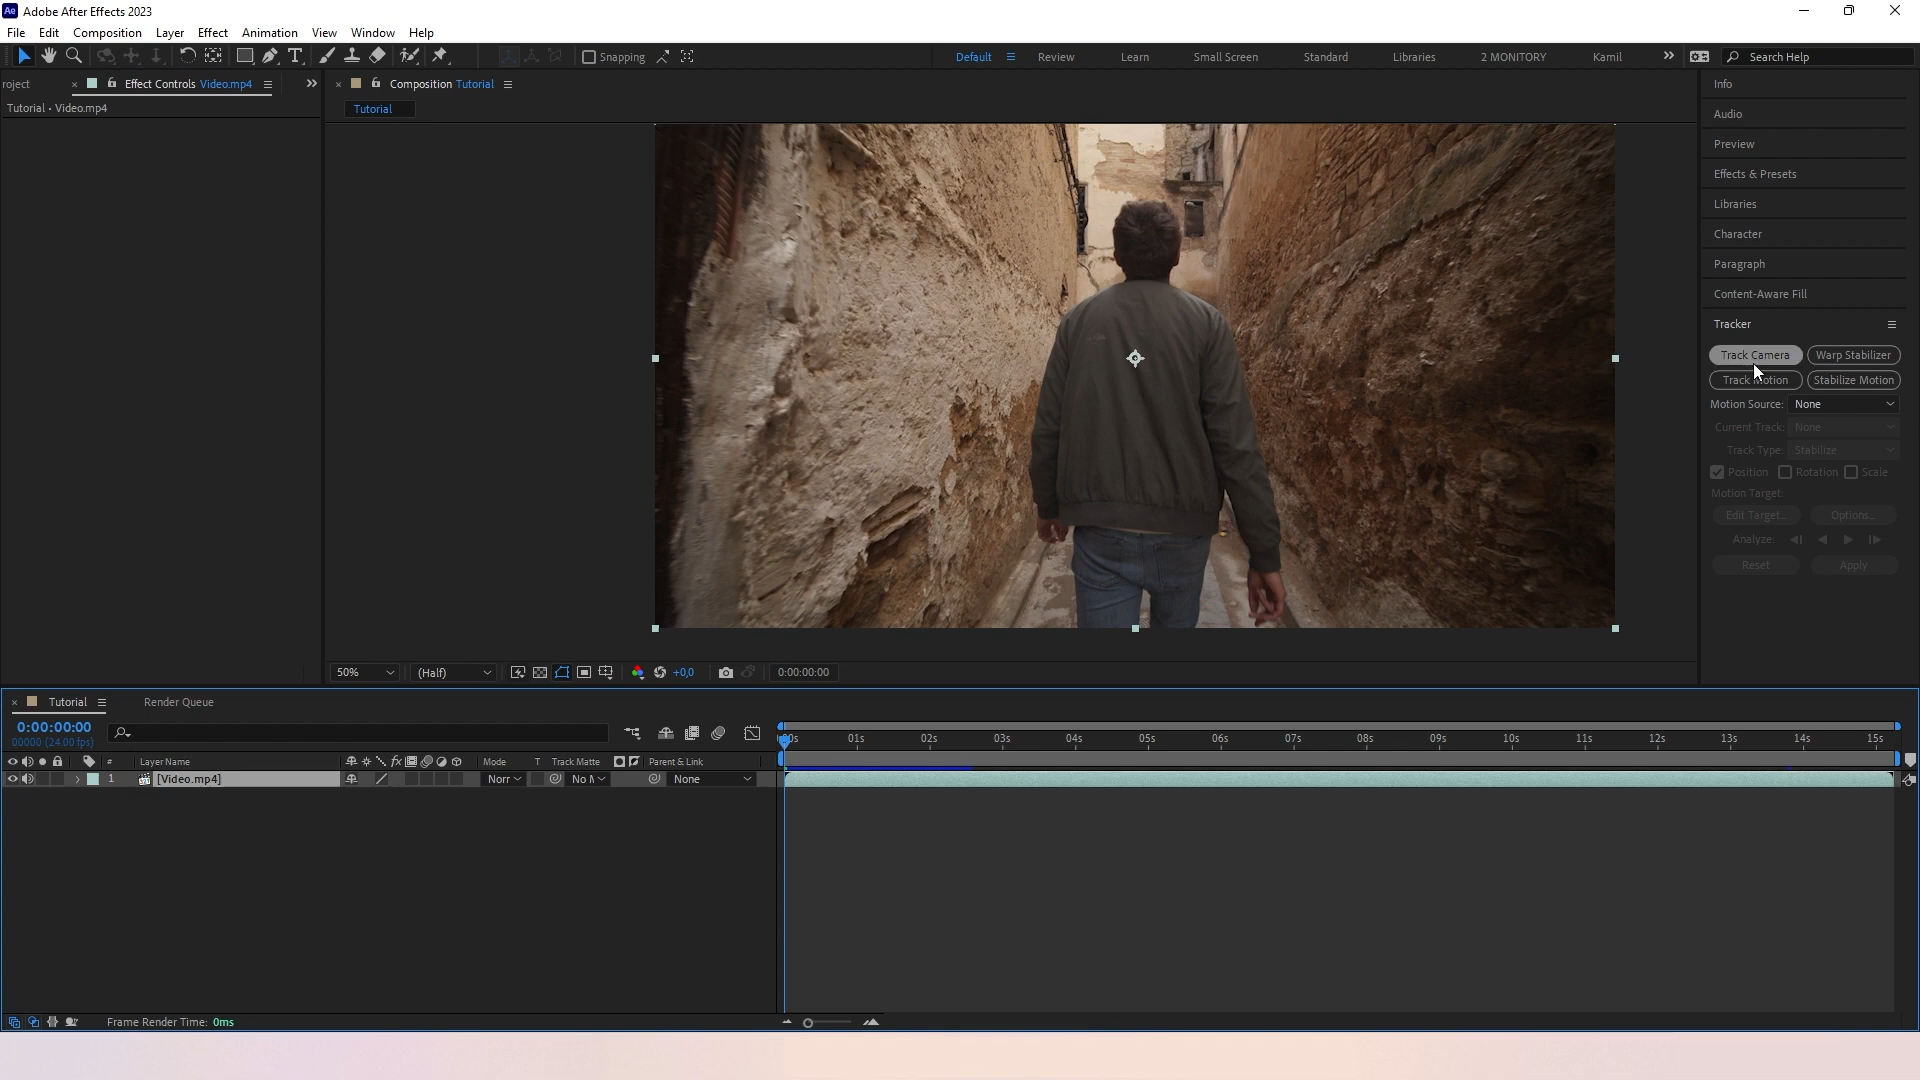 Ae Adobe After Effects 2023
File Edit Composition Layer Effect Animation View Window Help
Snapping
Default Review Learn Small Screen Standard Libraries 2 MONITORY Kamil » Search Help
roject × Effect Controls Video.mp4 »
Tutorial • Video.mp4
× Composition Tutorial
Tutorial
Info
Audio
Preview
Effects & Presets
Libraries
Character
Paragraph
Content-Aware Fill
Tracker
Track Camera Warp Stabilizer
Track Motion Stabilize Motion
Motion Source: None
Current Track: None
Track Type: Stabilize
Position Rotation Scale
Motion Target:
Edit Target... Options...
Analyze:
Reset Apply
50% (Half) +0,0 0:00:00:00
× Tutorial Render Queue
0:00:00:00
00000 (24.00 fps)
00s 01s 02s 03s 04s 05s 06s 07s 08s 09s 10s 11s 12s 13s 14s 15s
# Layer Name fx Mode T Track Matte Parent & Link
1 [Video.mp4] Norr No M None
Frame Render Time: 0ms